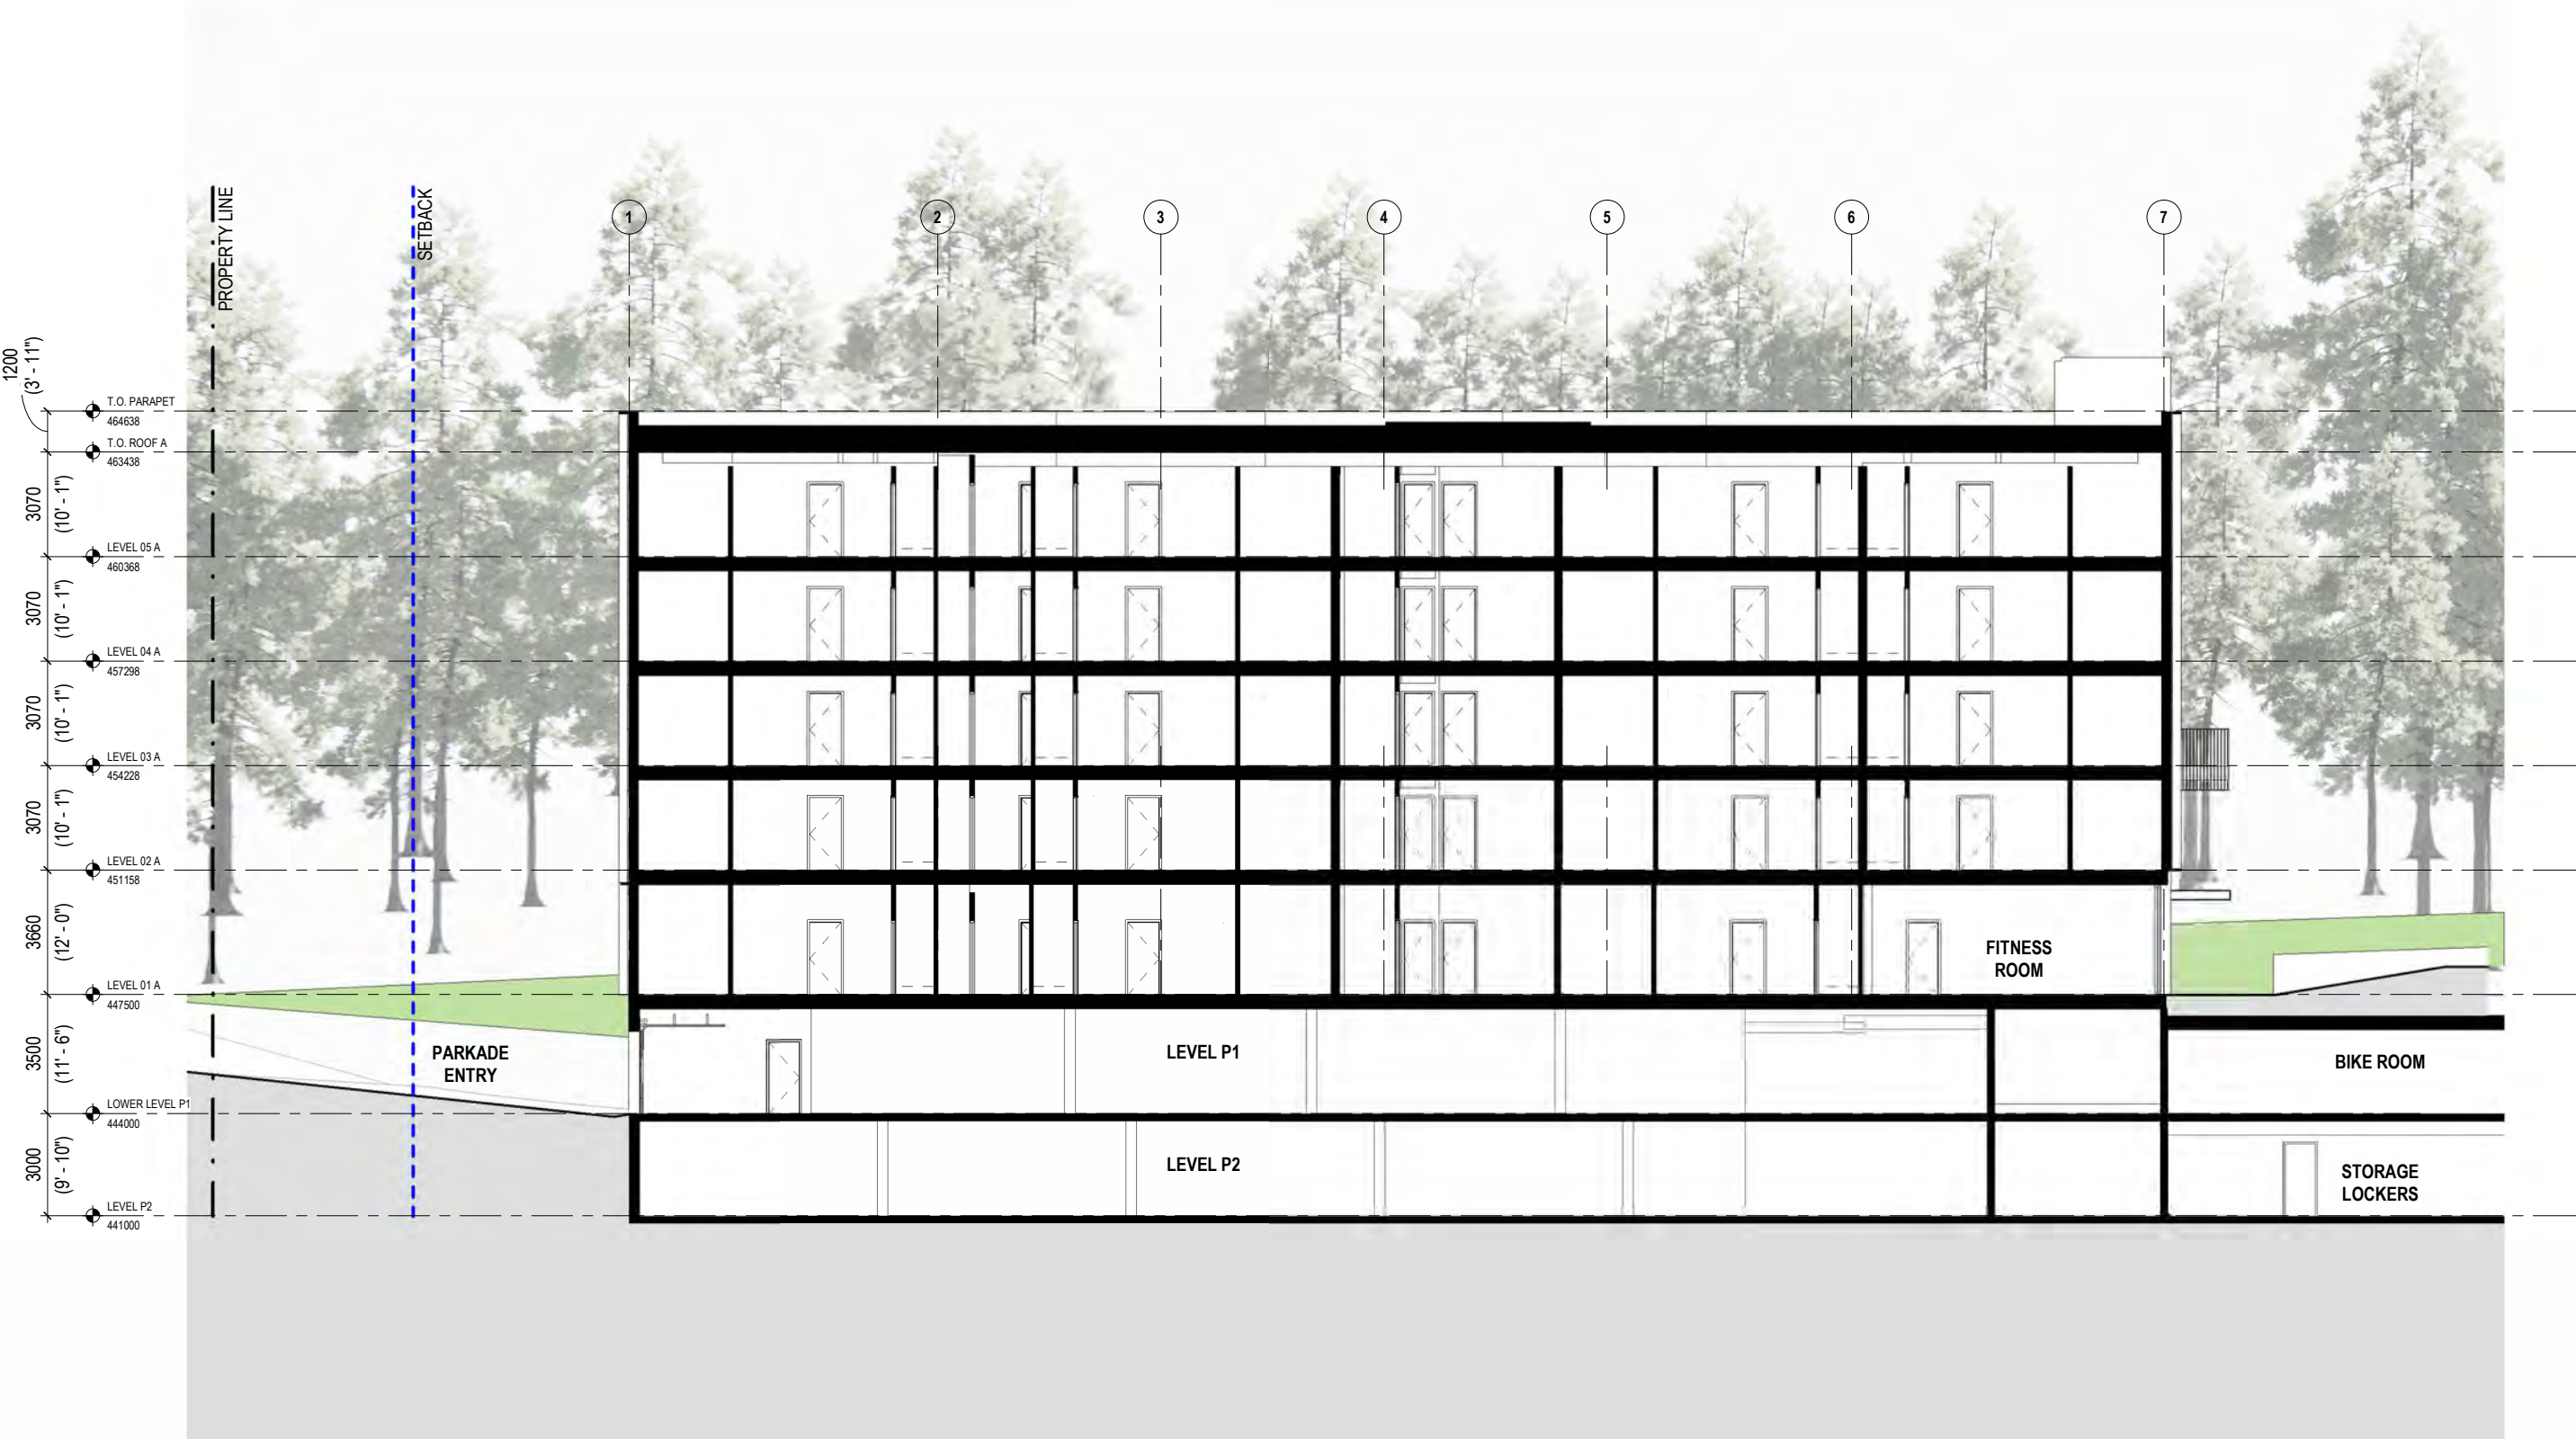 PROPERTY LINE
SETBACK
1
2
3
4
5
6
7
1200
(3' - 11")
T.O. PARAPET
464638
T.O. ROOF A
463438
3070
(10' - 1")
LEVEL 05 A
460368
3070
(10' - 1")
LEVEL 04 A
457298
3070
(10' - 1")
LEVEL 03 A
454228
3070
(10' - 1")
LEVEL 02 A
451158
3660
(12' - 0")
FITNESS
ROOM
LEVEL 01 A
447500
3500
(11' - 6")
PARKADE
ENTRY
LEVEL P1
BIKE ROOM
LOWER LEVEL P1
444000
3000
(9' - 10")
LEVEL P2
STORAGE
LOCKERS
LEVEL P2
441000